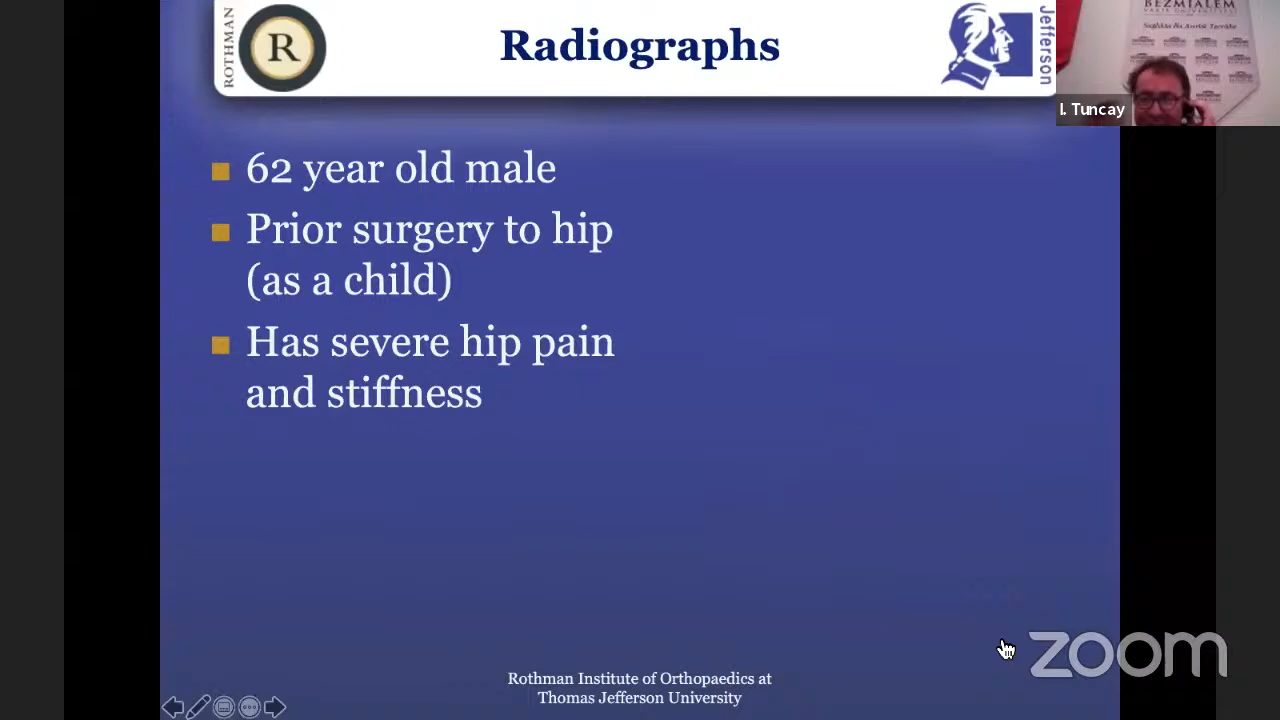 ROTHMAN
R
Radiographs
Jefferson
BEZMIALEM
I. Tuncay
62 year old male
Prior surgery to hip
(as a child)
Has severe hip pain
and stiffness
zoom
Rothman Institute of Orthopaedics at
Thomas Jefferson University